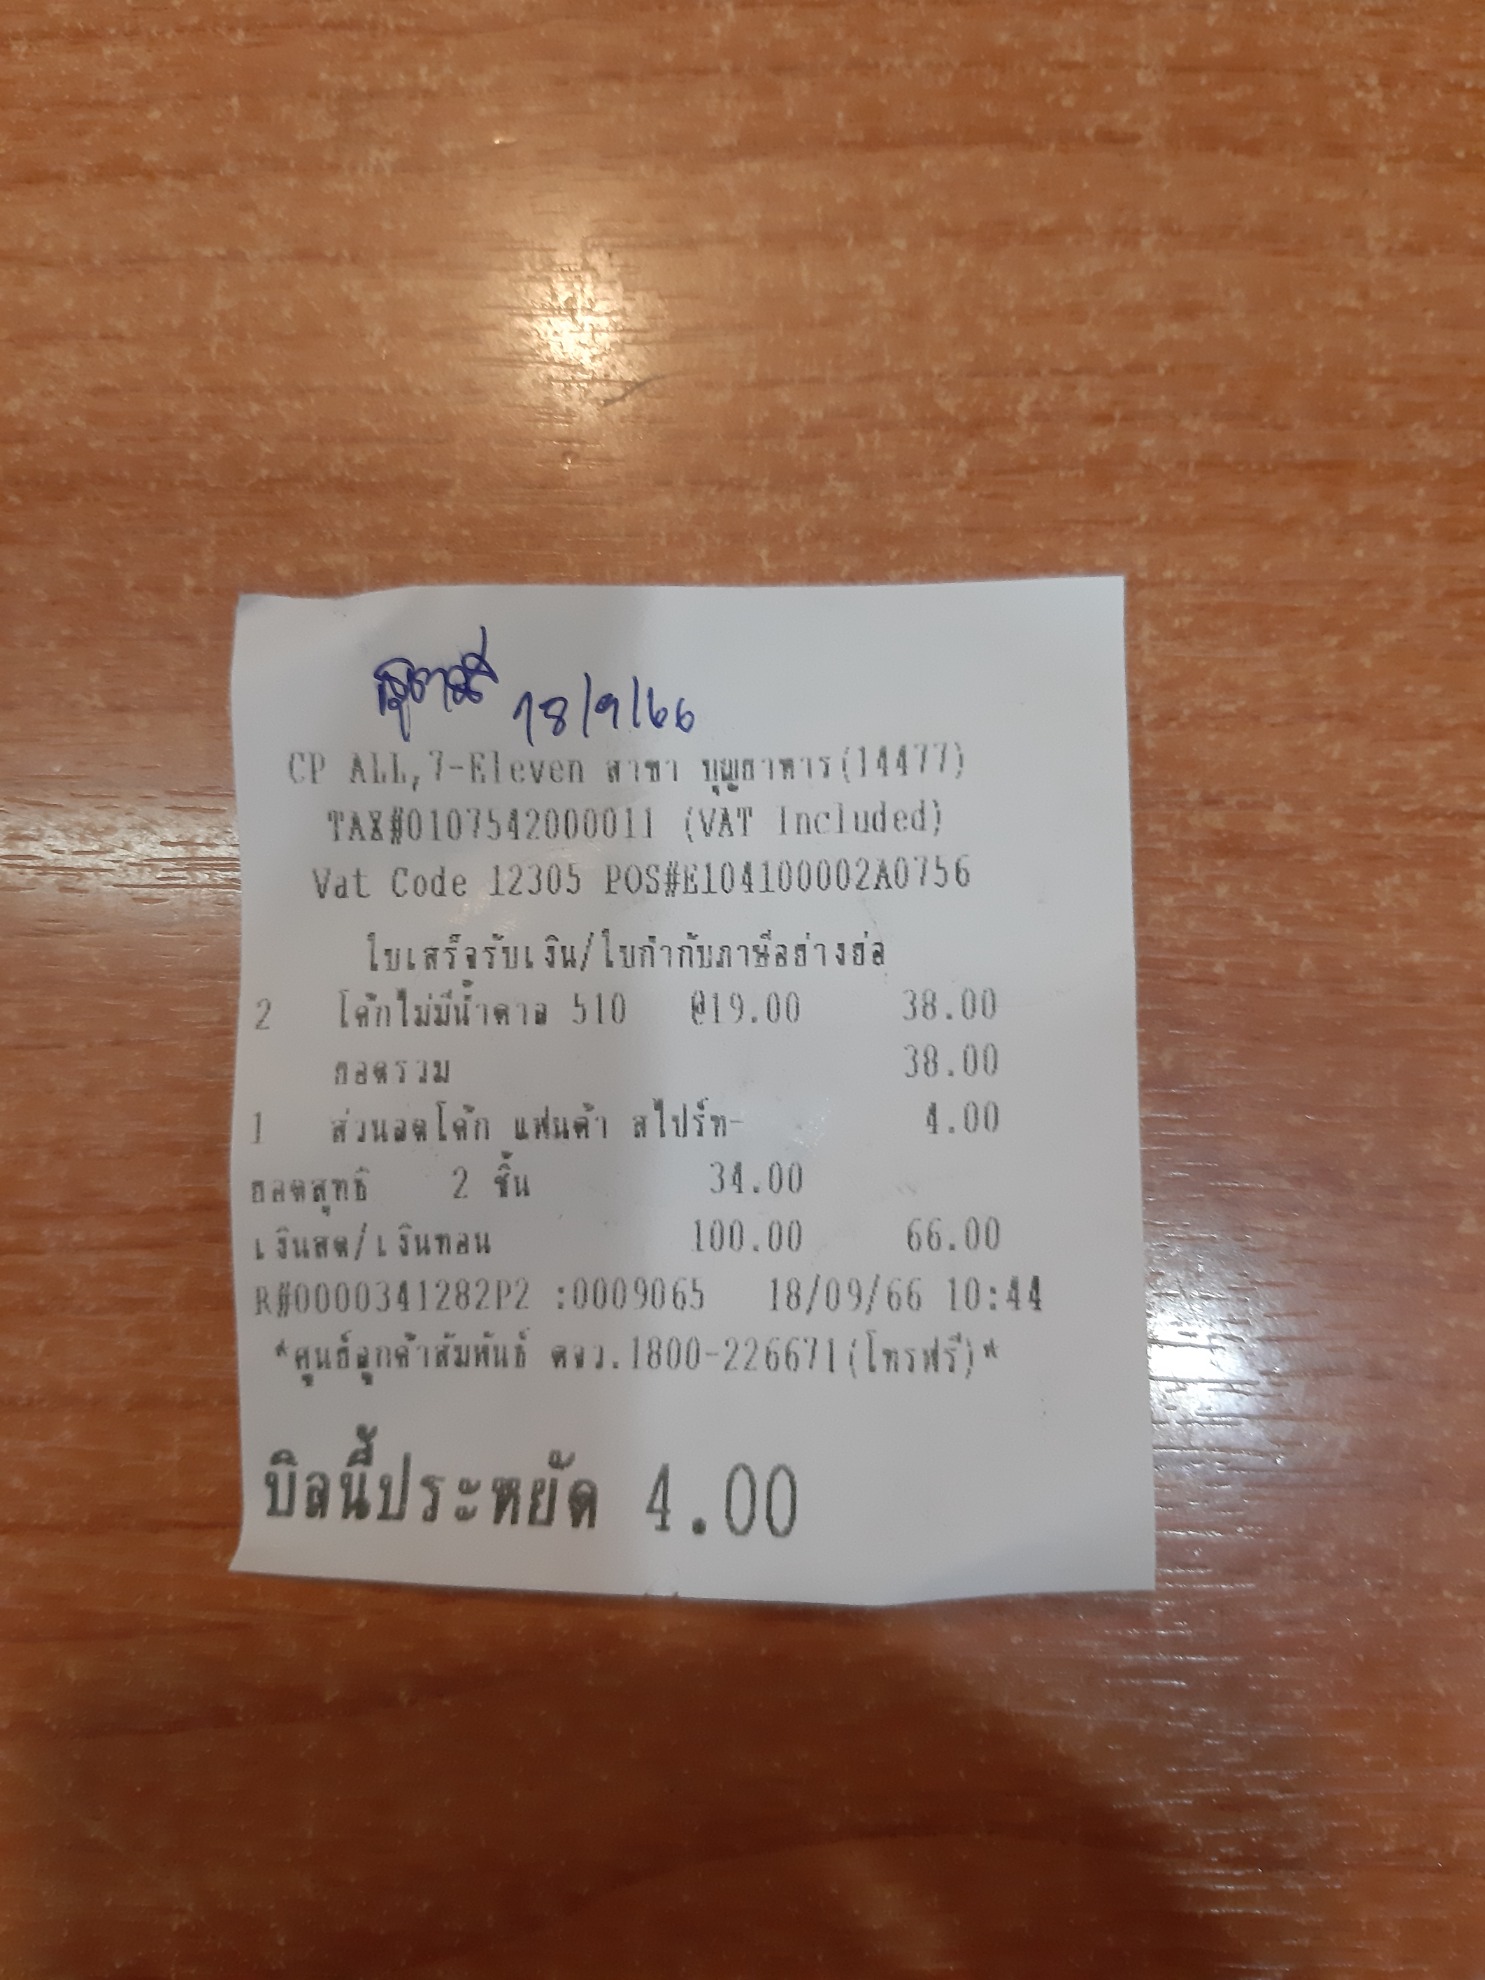 18/9/66
CP ALL,7-Eleven สาขา บุญยาหาร(14477)
TAX#0107542000011 (VAT Included)
Vat Code 12305 POS#E104100002A0756
ใบเสร็จรับเงิน/ใบกำกับภาษีอย่างย่อ
2 โค้กไม่มีน้ำตาล 510 @19.00 38.00
ยอดรวม 38.00
1 ส่วนลดโค้ก แฟนต้า สไปร์ท- 4.00
ยอดสุทธิ 2 ชิ้น 34.00
เงินสด/เงินทอน 100.00 66.00
R#0000341282P2 :0009065 18/09/66 10:44
*ศูนย์ลูกค้าสัมพันธ์ ตจว.1800-226671(โทรฟรี)*
บิลนี้ประหยัด 4.00